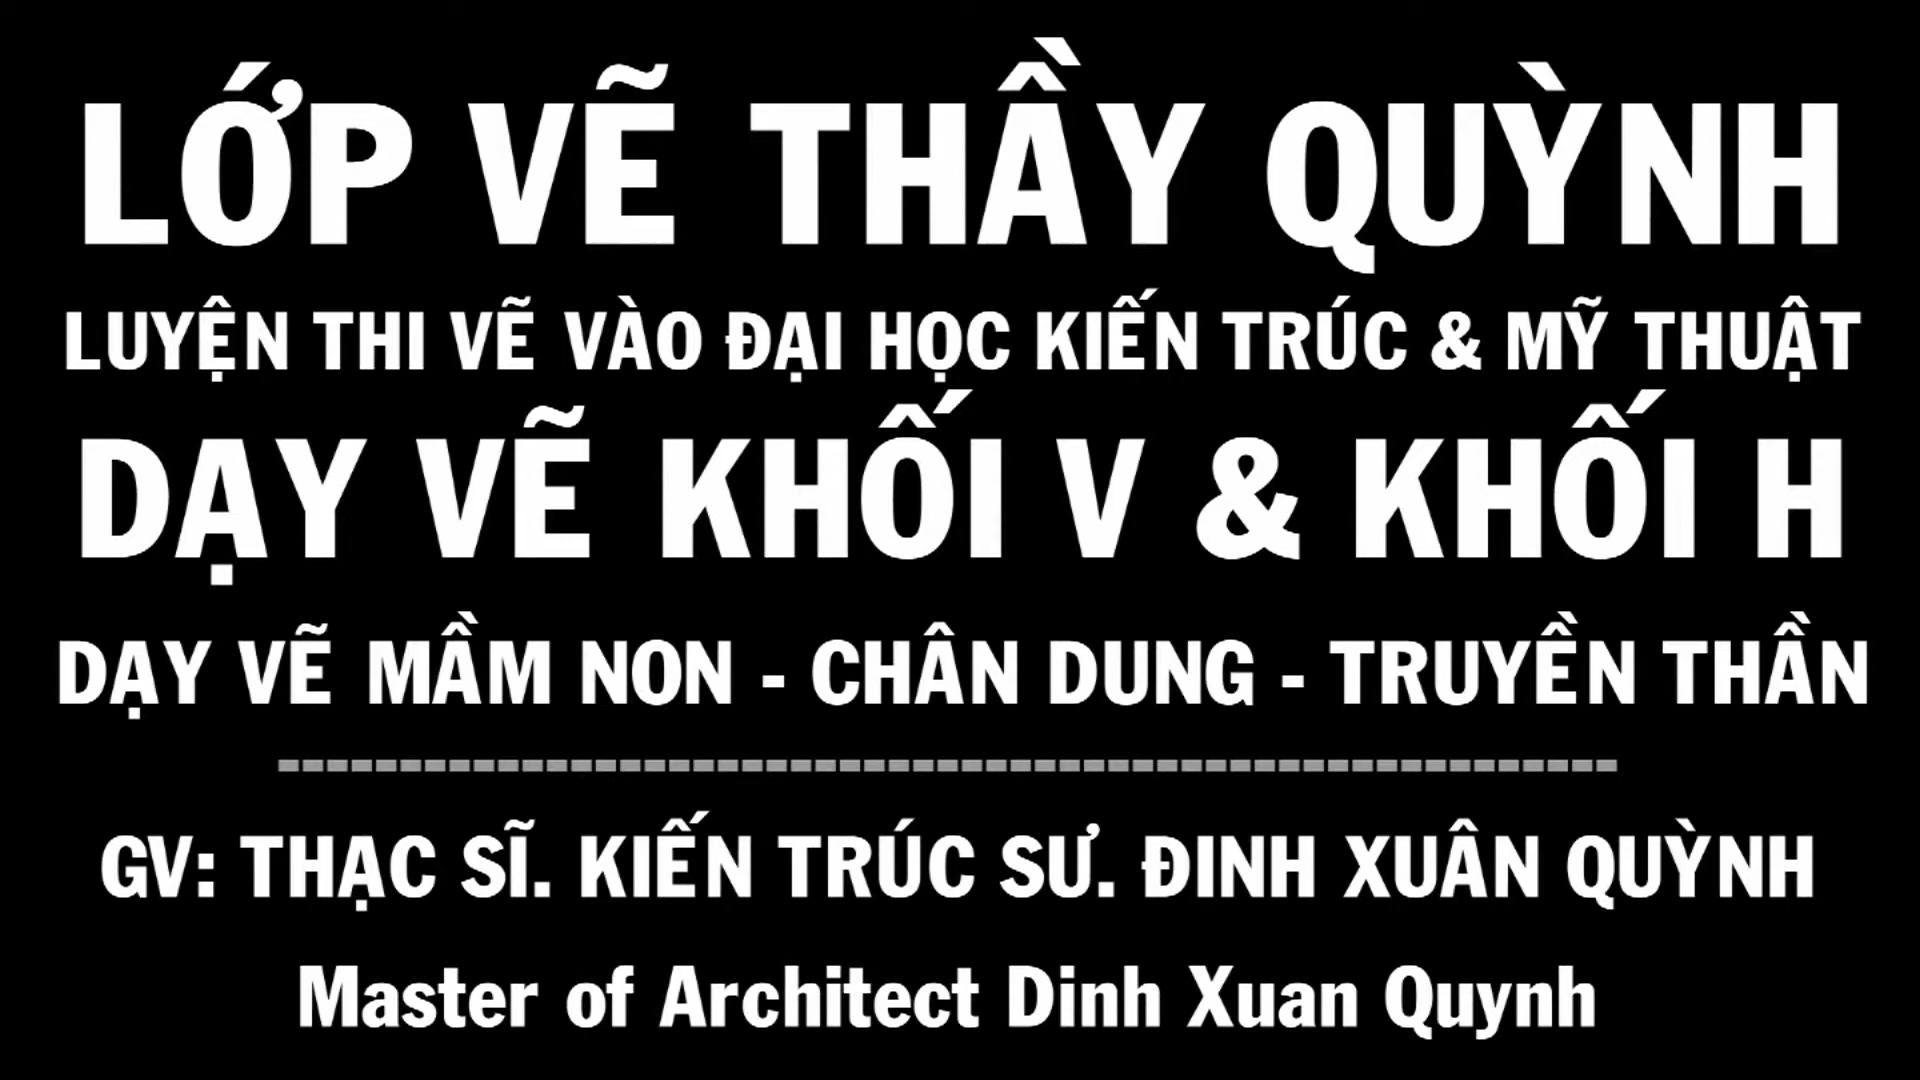 LỚP VẼ THẦY QUỲNH
LUYỆN THI VẼ VÀO ĐẠI HỌC KIẾN TRÚC & MỸ THUẬT
DẠY VẼ KHỐI V & KHỐI H
DẠY VẼ MẦM NON - CHÂN DUNG - TRUYỀN THẦN
-------------------------------------------------------
GV: THẠC SĨ. KIẾN TRÚC SƯ. ĐINH XUÂN QUỲNH
Master of Architect Dinh Xuan Quynh